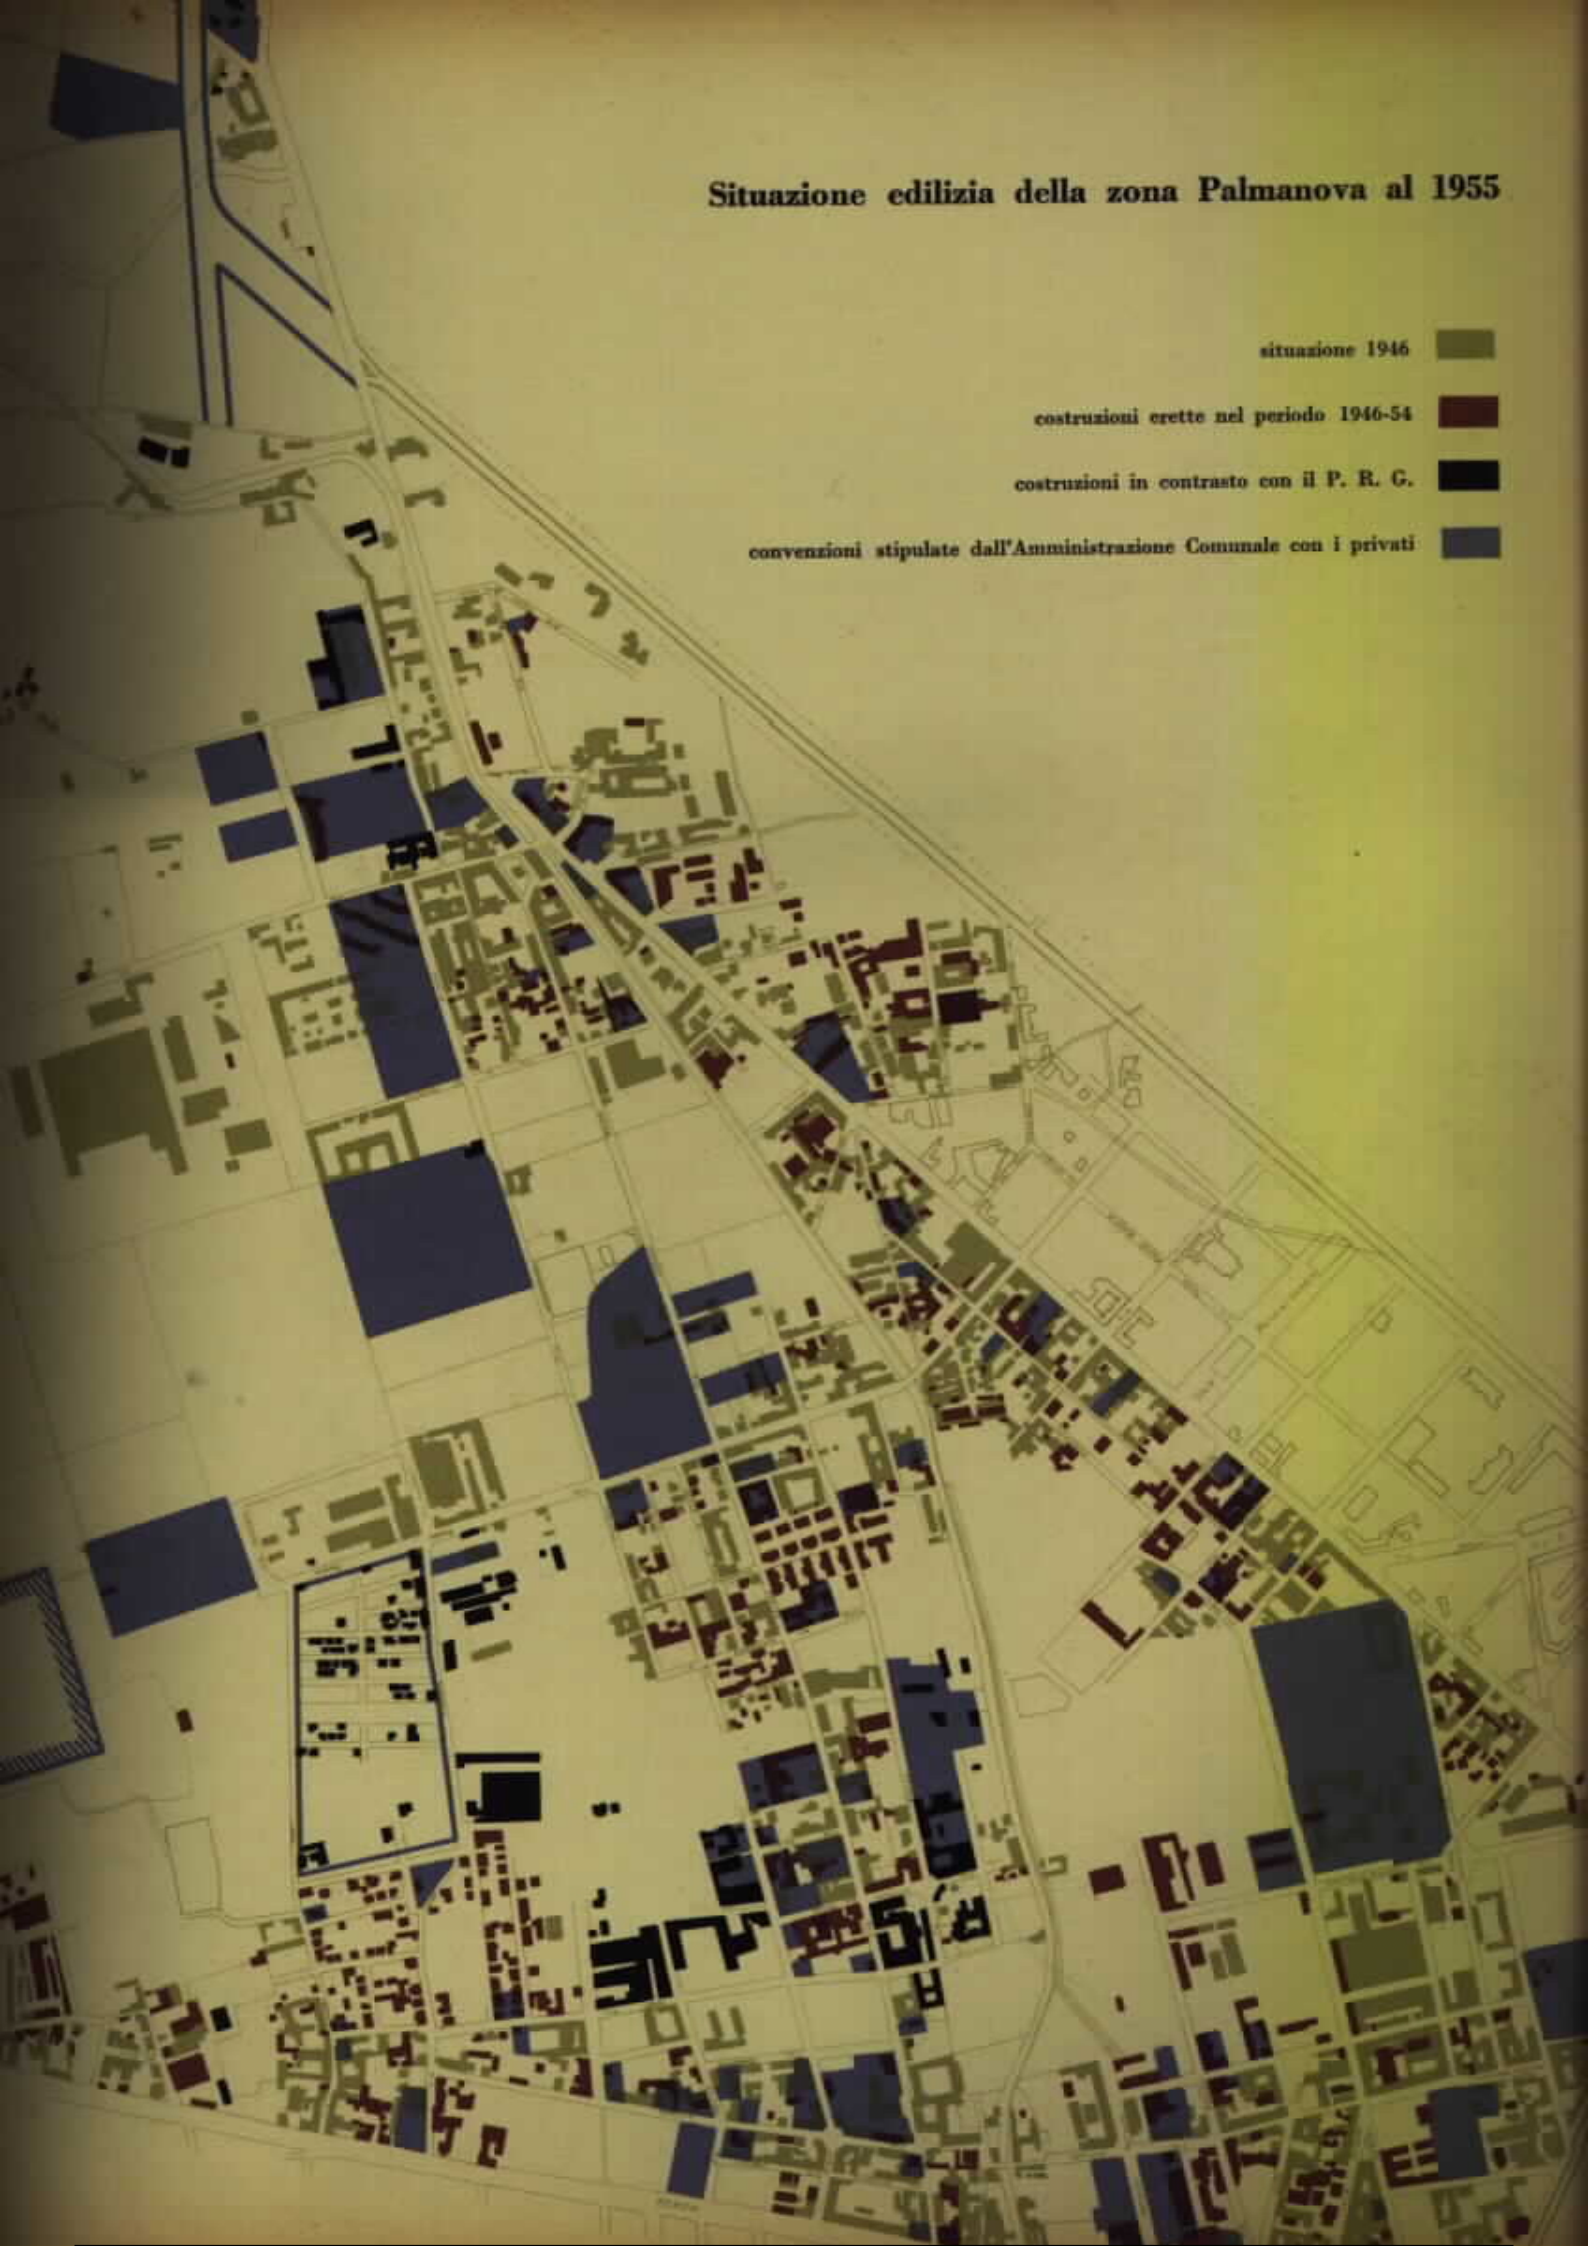 Situazione edilizia della zona Palmanova al 1955
situazione 1946
costruzioni erette nel periodo 1946-54
costruzioni in contrasto con il P. R. G.
convenzioni stipulate dall'Amministrazione Comunale con i privati